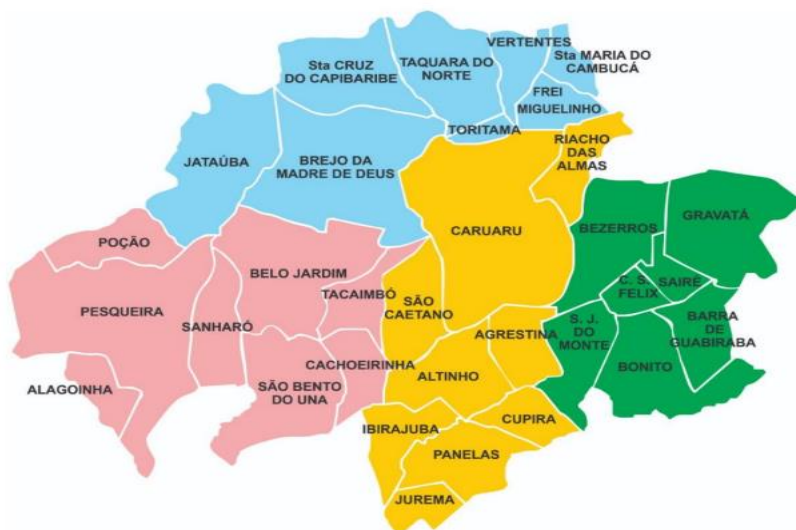 Sta CRUZ
DO CAPIBARIBE
TAQUARA DO
NORTE
VERTENTES
Sta MARIA DO
CAMBUCÁ
FREI
MIGUELINHO
TORITAMA
RIACHO
DAS
ALMAS
JATAÚBA
BREJO DA
MADRE DE DEUS
CARUARU
BEZERROS
GRAVATÁ
POÇÃO
BELO JARDIM
TACAIMBÓ
SÃO
CAETANO
C. S.
FELIX
SAIRÉ
PESQUEIRA
SANHARÓ
AGRESTINA
S. J.
DO
MONTE
BARRA
DE
GUABIRABA
CACHOEIRINHA
ALTINHO
BONITO
ALAGOINHA
SÃO BENTO
DO UNA
IBIRAJUBA
CUPIRA
PANELAS
JUREMA